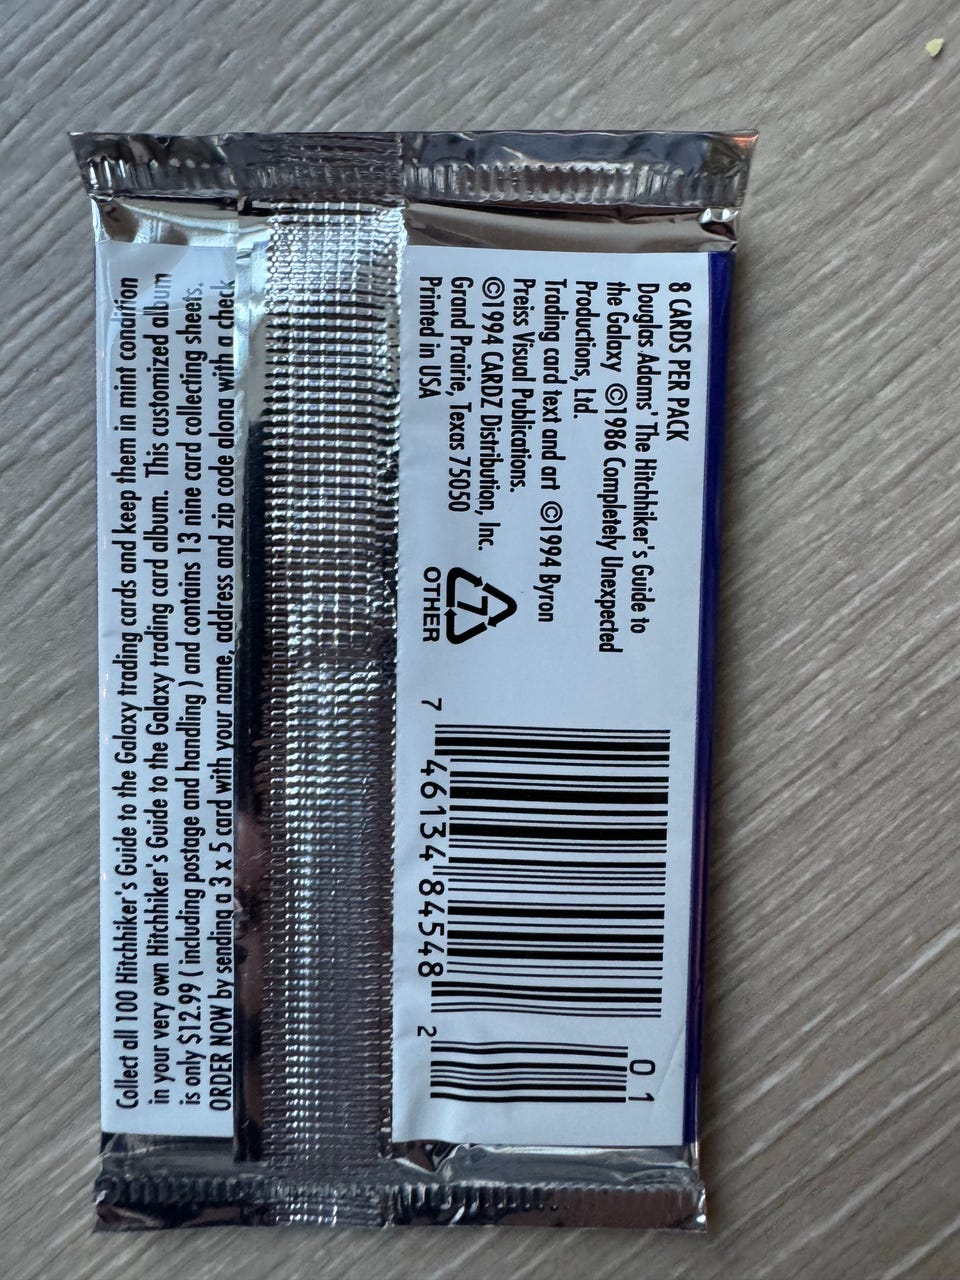 8 CARDS PER PACK
Douglas Adams' The Hitchhiker's Guide to
the Galaxy ©1986 Completely Unexpected
Productions, Ltd.
Trading card text and art ©1994 Byron
Preiss Visual Publications.
©1994 CARDZ Distribution, Inc.
Grand Prairie, Texas 75050
Printed in USA
7
OTHER
7 46134 84548 2
01
Collect all 100 Hitchhiker's Guide to the Galaxy trading cards and keep them in mint condition
in your very own Hitchhiker's Guide to the Galaxy trading card album. This customized album
is only $12.99 ( including postage and handling ) and contains 13 nine card collecting sheets.
ORDER NOW by sending a 3 x 5 card with your name, address and zip code along with a check